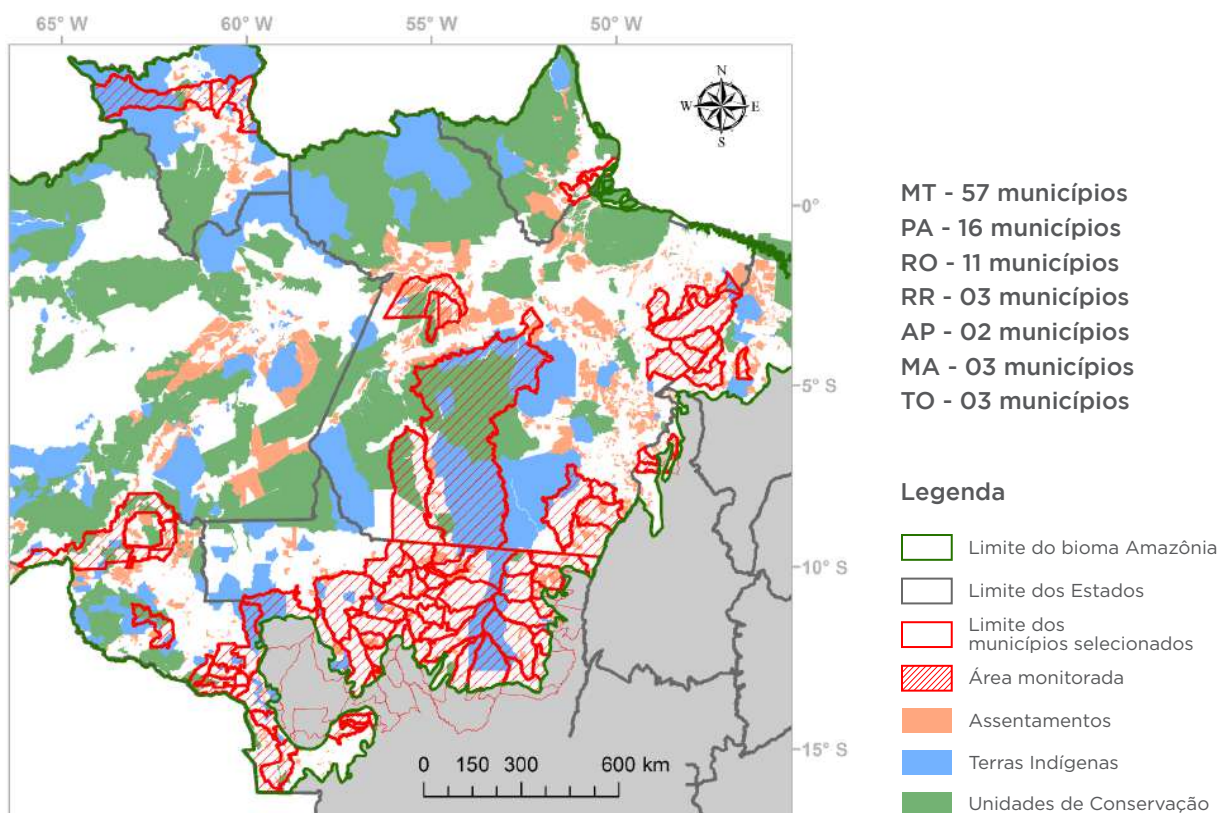 65° W 60° W 55° W 50° W
N
W E
S
0°
5° S
10° S
15° S
0 150 300 600 km
MT - 57 municípios
PA - 16 municípios
RO - 11 municípios
RR - 03 municípios
AP - 02 municípios
MA - 03 municípios
TO - 03 municípios
Legenda
Limite do bioma Amazônia
Limite dos Estados
Limite dos
municípios selecionados
Área monitorada
Assentamentos
Terras Indígenas
Unidades de Conservação